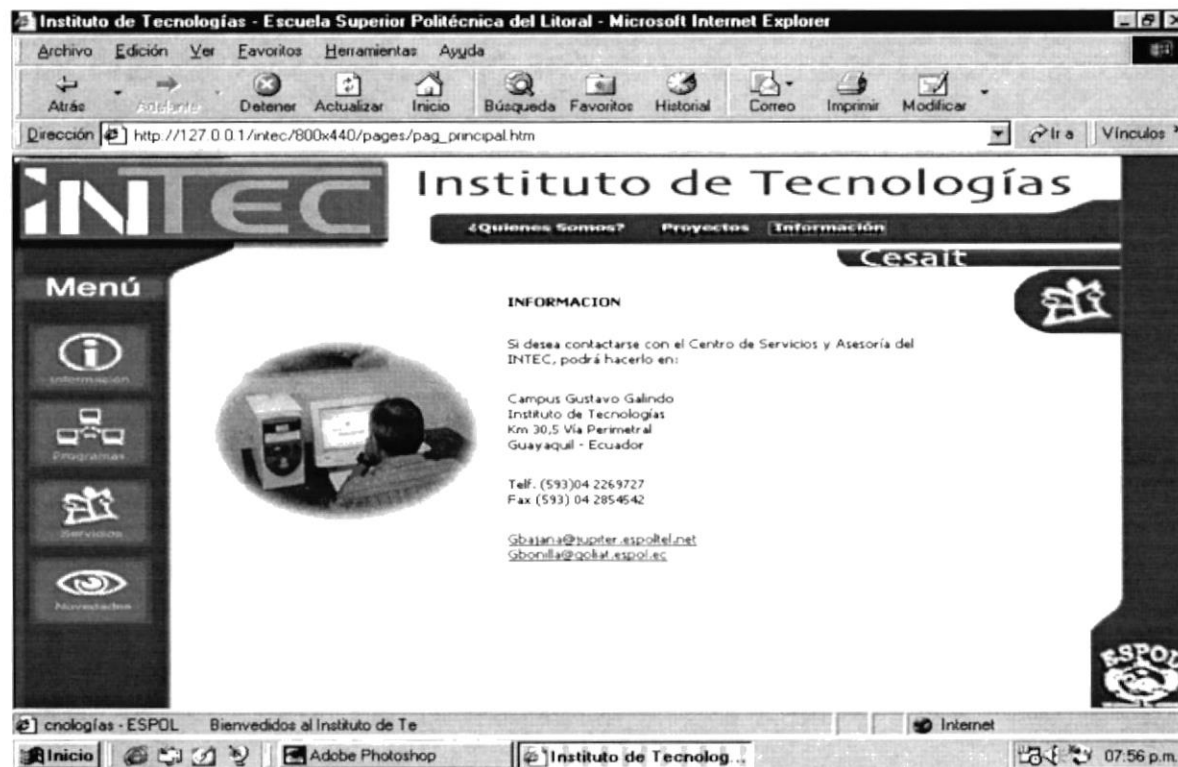 Instituto de Tecnologías - Escuela Superior Politécnica del Litoral - Microsoft Internet Explorer
Archivo Edición Ver Favoritos Herramientas Ayuda
Atrás Adelante Detener Actualizar Inicio Búsqueda Favoritos Historial Correo Imprimir Modificar
Dirección http://127.0.0.1/intec/800x440/pages/pag_principal.htm Ir a Vínculos
INTEC
Instituto de Tecnologías
¿Quienes Somos? Proyectos Información
Cesait
Menú
Información
Programas
Servicios
Novedades
INFORMACION
Si desea contactarse con el Centro de Servicios y Asesoría del
INTEC, podrá hacerlo en:
Campus Gustavo Galindo
Instituto de Tecnologías
Km 30,5 Vía Perimetral
Guayaquil - Ecuador
Telf. (593)04 2269727
Fax (593) 04 2854542
Gbajana@jupiter.espoltel.net
Gbonilla@goliat.espol.ec
ESPOL
cnologías - ESPOL Bienvedidos al Instituto de Te
Internet
Inicio Adobe Photoshop Instituto de Tecnolog... 07:56 p.m.